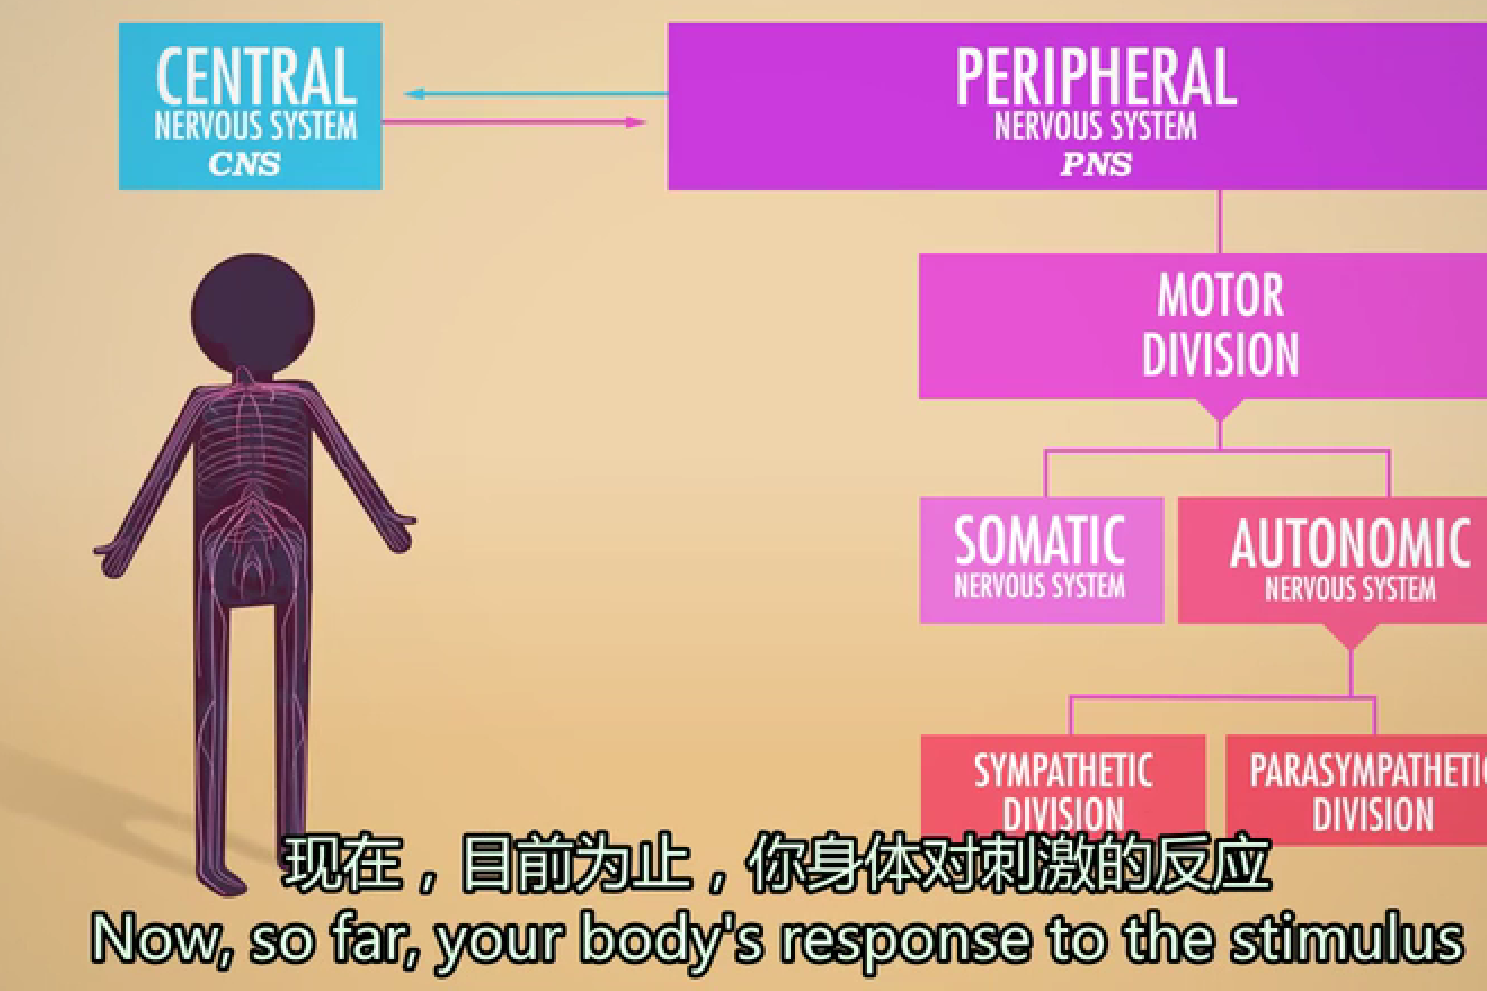 CENTRAL
NERVOUS SYSTEM
CNS
PERIPHERAL
NERVOUS SYSTEM
PNS
MOTOR
DIVISION
SOMATIC
NERVOUS SYSTEM
AUTONOMIC
NERVOUS SYSTEM
SYMPATHETIC
DIVISION
PARASYMPATHETIC
DIVISION
现在，目前为止，你身体对刺激的反应
Now, so far, your body's response to the stimulus